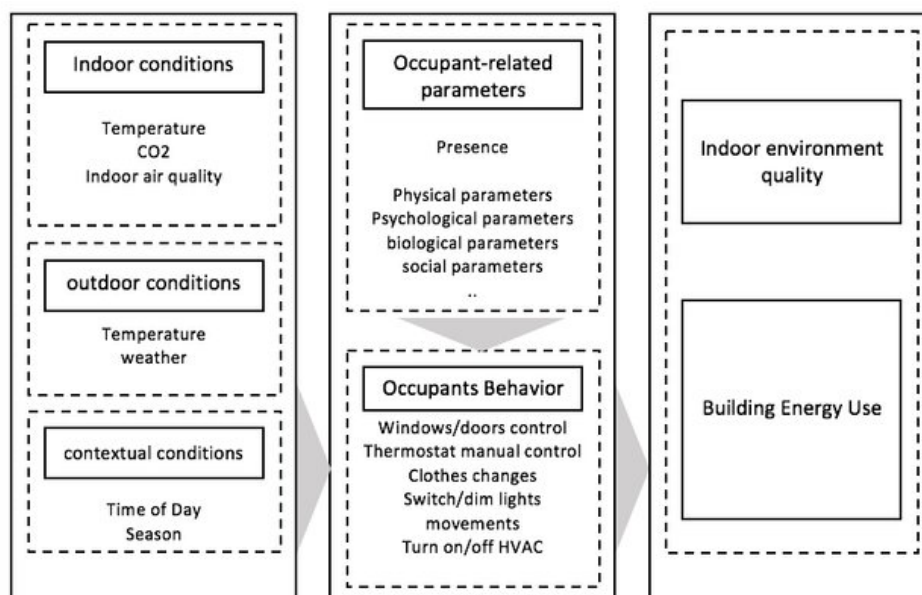 Indoor conditions
Temperature
CO2
Indoor air quality
outdoor conditions
Temperature
weather
contextual conditions
Time of Day
Season
Occupant-related
parameters
Presence
Physical parameters
Psychological parameters
biological parameters
social parameters
..
Occupants Behavior
Windows/doors control
Thermostat manual control
Clothes changes
Switch/dim lights
movements
Turn on/off HVAC
Indoor environment
quality
Building Energy Use